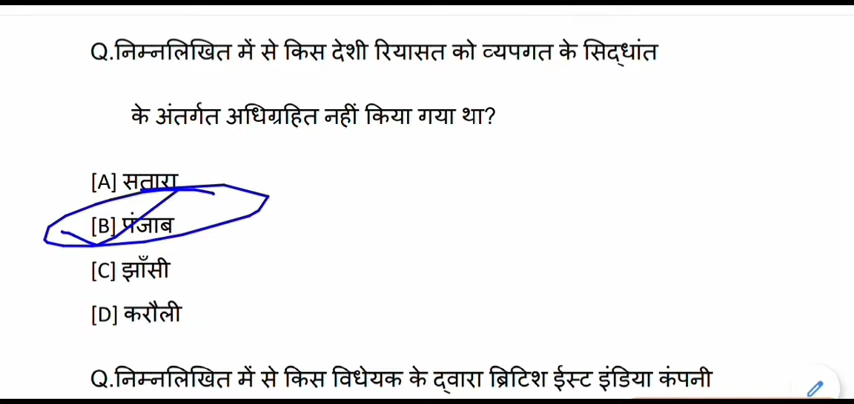 Q.निम्नलिखित में से किस देशी रियासत को व्यपगत के सिद्धांत
के अंतर्गत अधिग्रहित नहीं किया गया था?
[A] सतारा
[B] पंजाब
[C] झाँसी
[D] करौली
Q.निम्नलिखित में से किस विधेयक के द्वारा ब्रिटिश ईस्ट इंडिया कंपनी